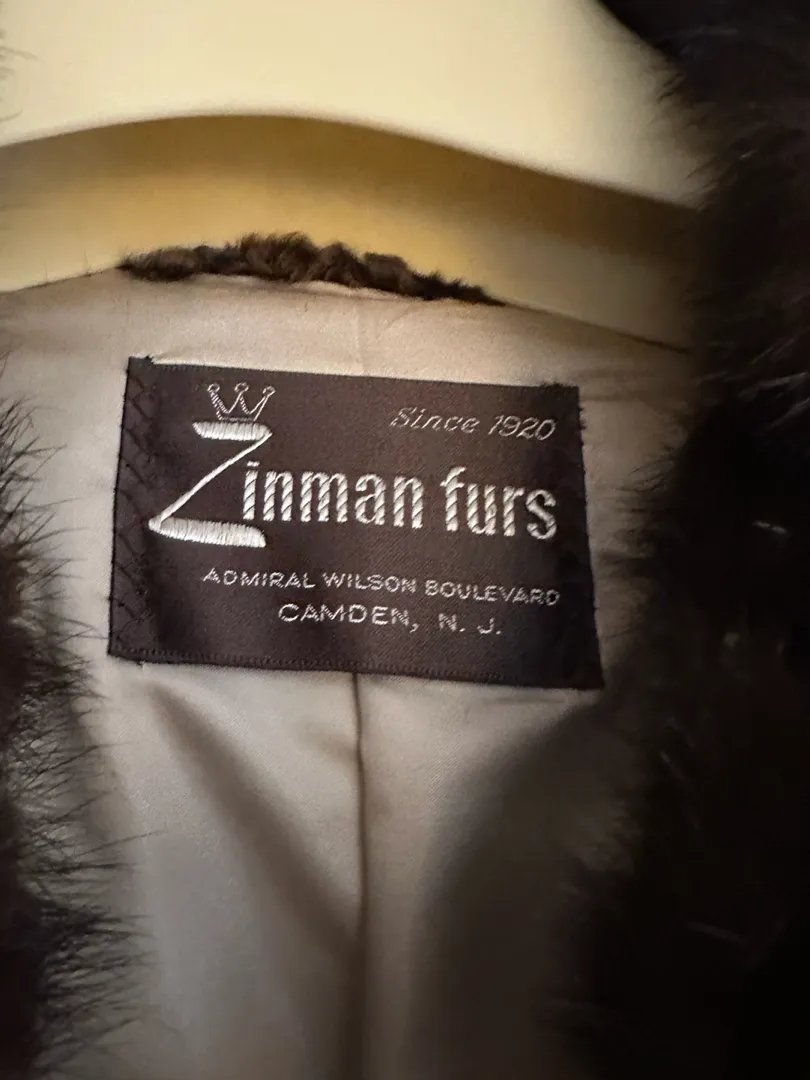 Since 1920
Zinman furs
ADMIRAL WILSON BOULEVARD
CAMDEN, N. J.